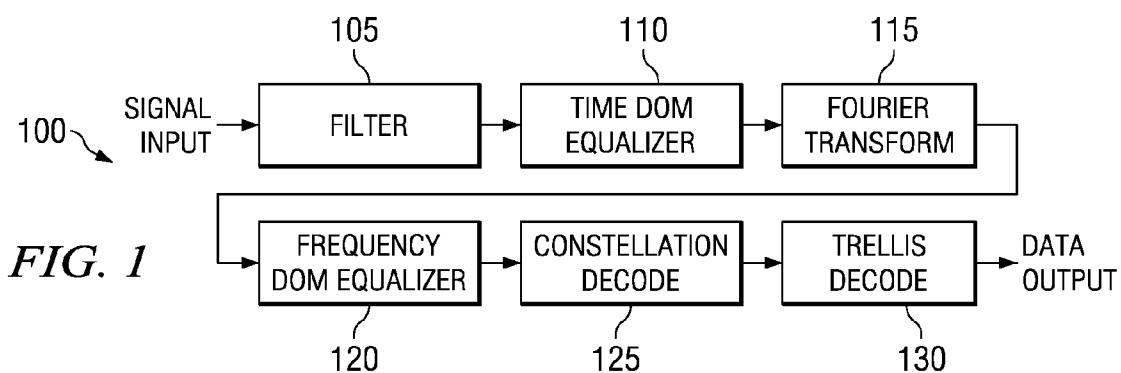 105
110
115
100
SIGNAL
INPUT
FILTER
TIME DOM
EQUALIZER
FOURIER
TRANSFORM
FIG. 1
FREQUENCY
DOM EQUALIZER
CONSTELLATION
DECODE
TRELLIS
DECODE
DATA
OUTPUT
120
125
130